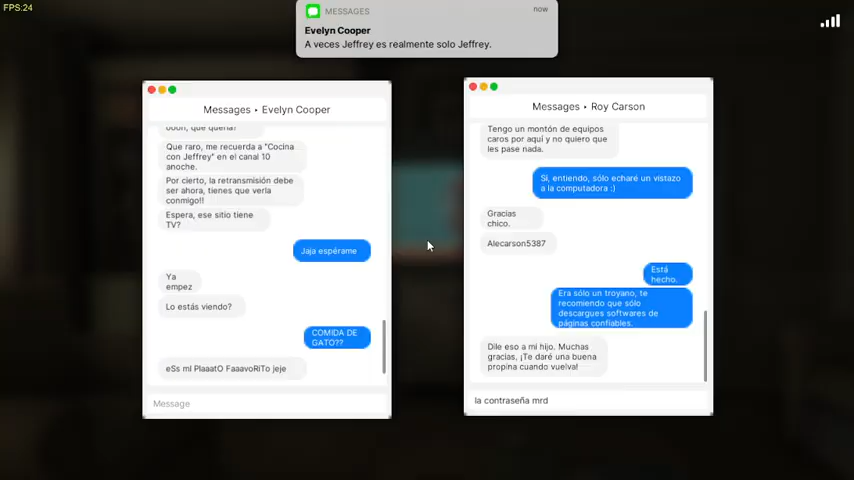 FPS:24
MESSAGES
now
Evelyn Cooper
A veces Jeffrey es realmente solo Jeffrey.
Messages ▸ Evelyn Cooper
buon, que quería?
Que raro, me recuerda a "Cocina
con Jeffrey" en el canal 10
anoche.
Por cierto, la retransmisión debe
ser ahora, tienes que verla
conmigo!!
Espera, ese sitio tiene
TV?
Jaja espérame
Ya
empez
Lo estás viendo?
COMIDA DE
GATO??
eSs mI PlaaatO FaaavoRiTo jeje
Message
Messages ▸ Roy Carson
Tengo un montón de equipos
caros por aquí y no quiero que
les pase nada.
Si, entiendo, sólo echaré un vistazo
a la computadora :)
Gracias
chico.
Alecarson5387
Está
hecho.
Era sólo un troyano, te
recomiendo que sólo
descargues softwares de
páginas confiables.
Dile eso a mi hijo. Muchas
gracias, ¡Te daré una buena
propina cuando vuelva!
la contraseña mrd